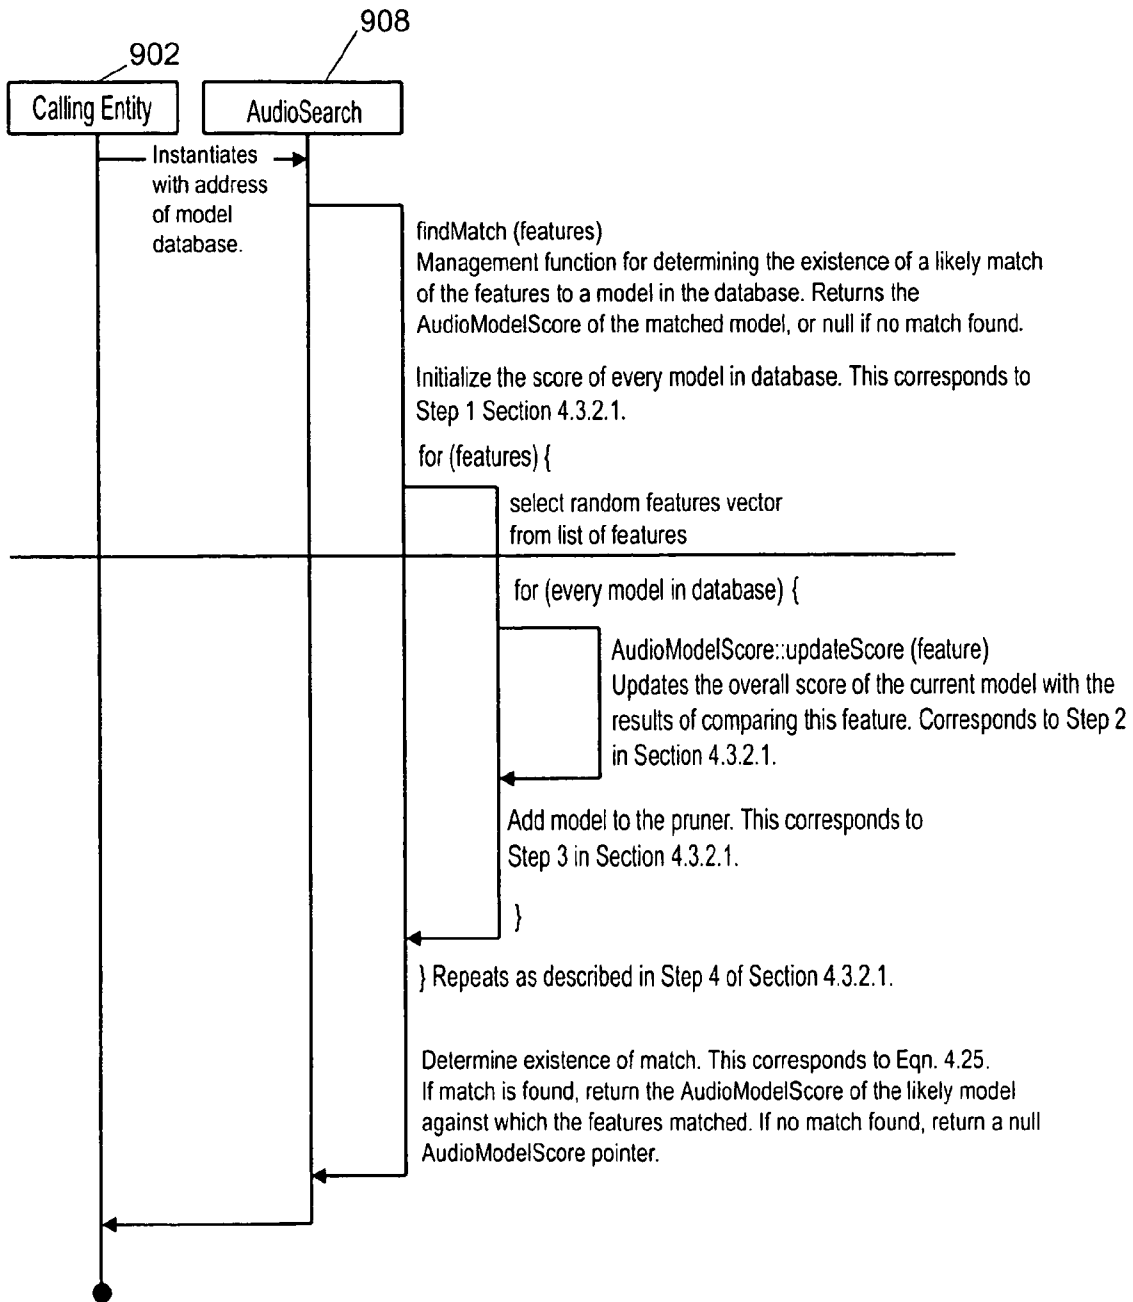 908
902
Calling Entity
AudioSearch
Instantiates
with address
of model
database.
findMatch (features)
Management function for determining the existence of a likely match
of the features to a model in the database. Returns the
AudioModelScore of the matched model, or null if no match found.
Initialize the score of every model in database. This corresponds to
Step 1 Section 4.3.2.1.
for (features) {
select random features vector
from list of features
for (every model in database) {
AudioModelScore::updateScore (feature)
Updates the overall score of the current model with the
results of comparing this feature. Corresponds to Step 2
in Section 4.3.2.1.
Add model to the pruner. This corresponds to
Step 3 in Section 4.3.2.1.
}
} Repeats as described in Step 4 of Section 4.3.2.1.
Determine existence of match. This corresponds to Eqn. 4.25.
If match is found, return the AudioModelScore of the likely model
against which the features matched. If no match found, return a null
AudioModelScore pointer.